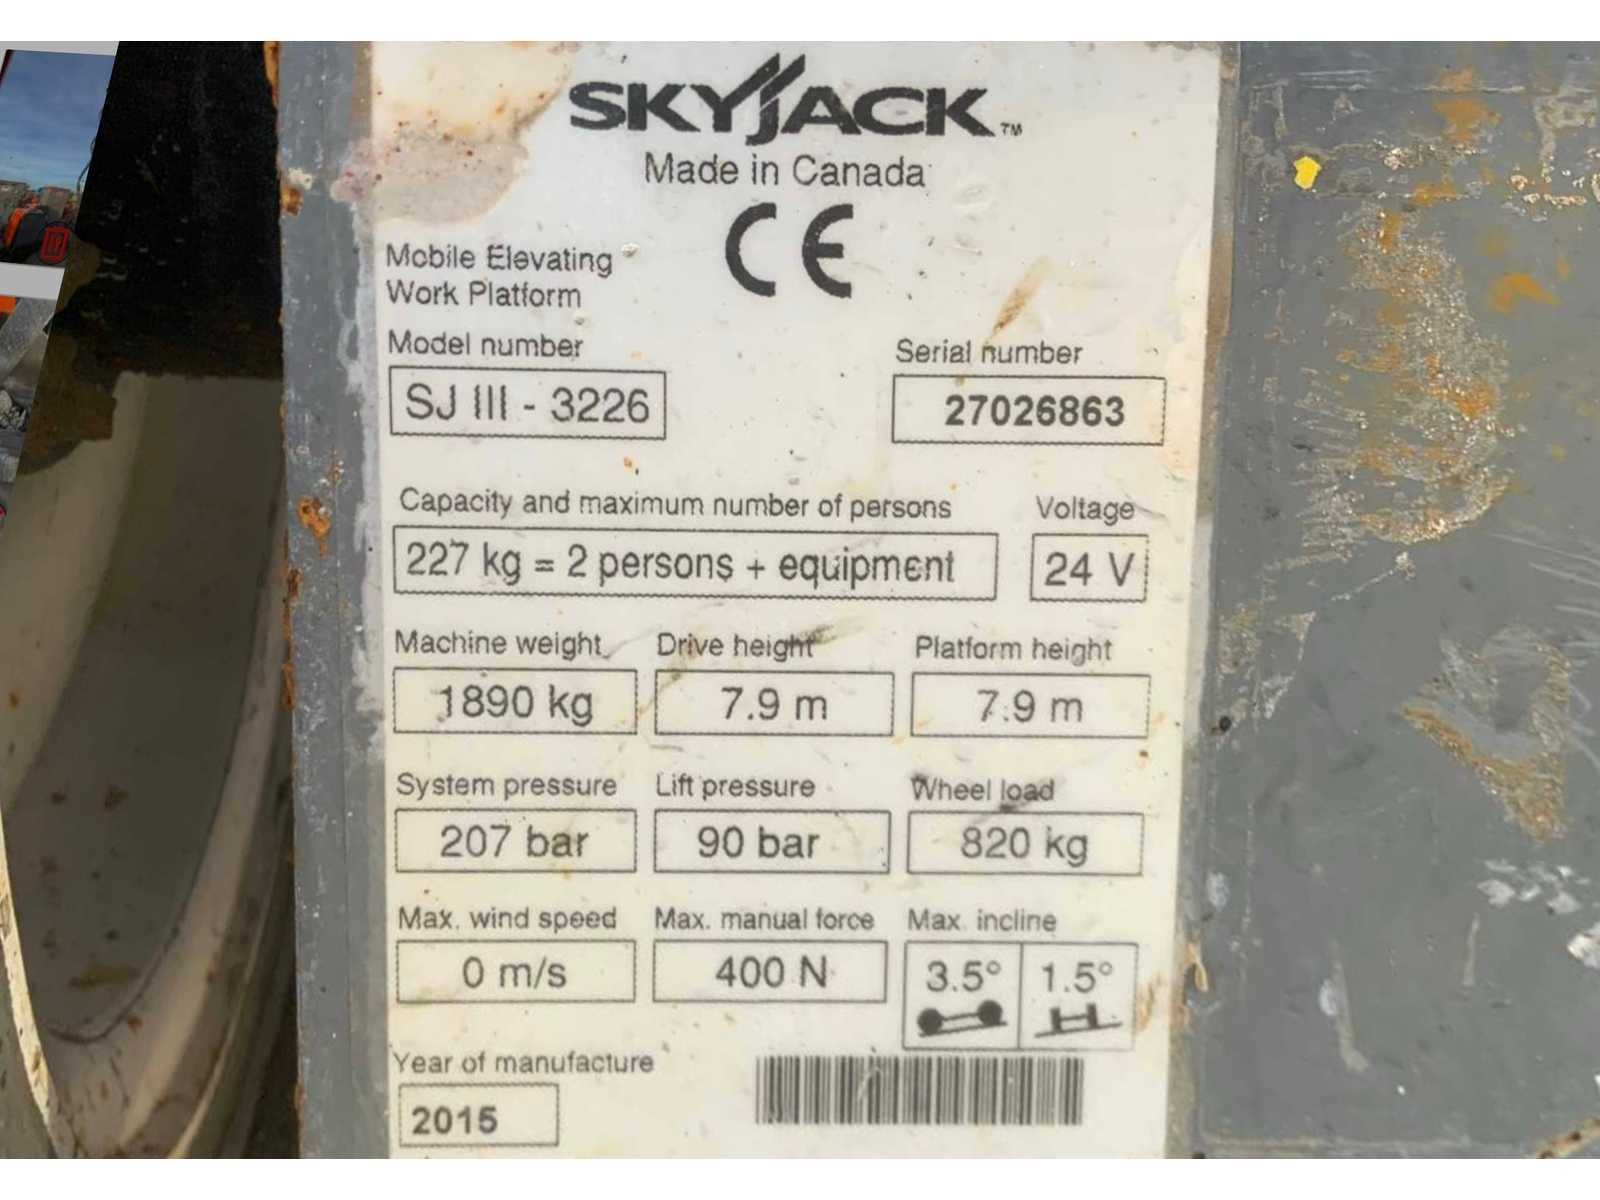 SKYJACK™
Made in Canada
CE
Mobile Elevating
Work Platform
Model number
SJ III - 3226
Serial number
27026863
Capacity and maximum number of persons
227 kg = 2 persons + equipment
Voltage
24 V
Machine weight
1890 kg
Drive height
7.9 m
Platform height
7.9 m
System pressure
207 bar
Lift pressure
90 bar
Wheel load
820 kg
Max. wind speed
0 m/s
Max. manual force
400 N
Max. incline
3.5° 1.5°
Year of manufacture
2015